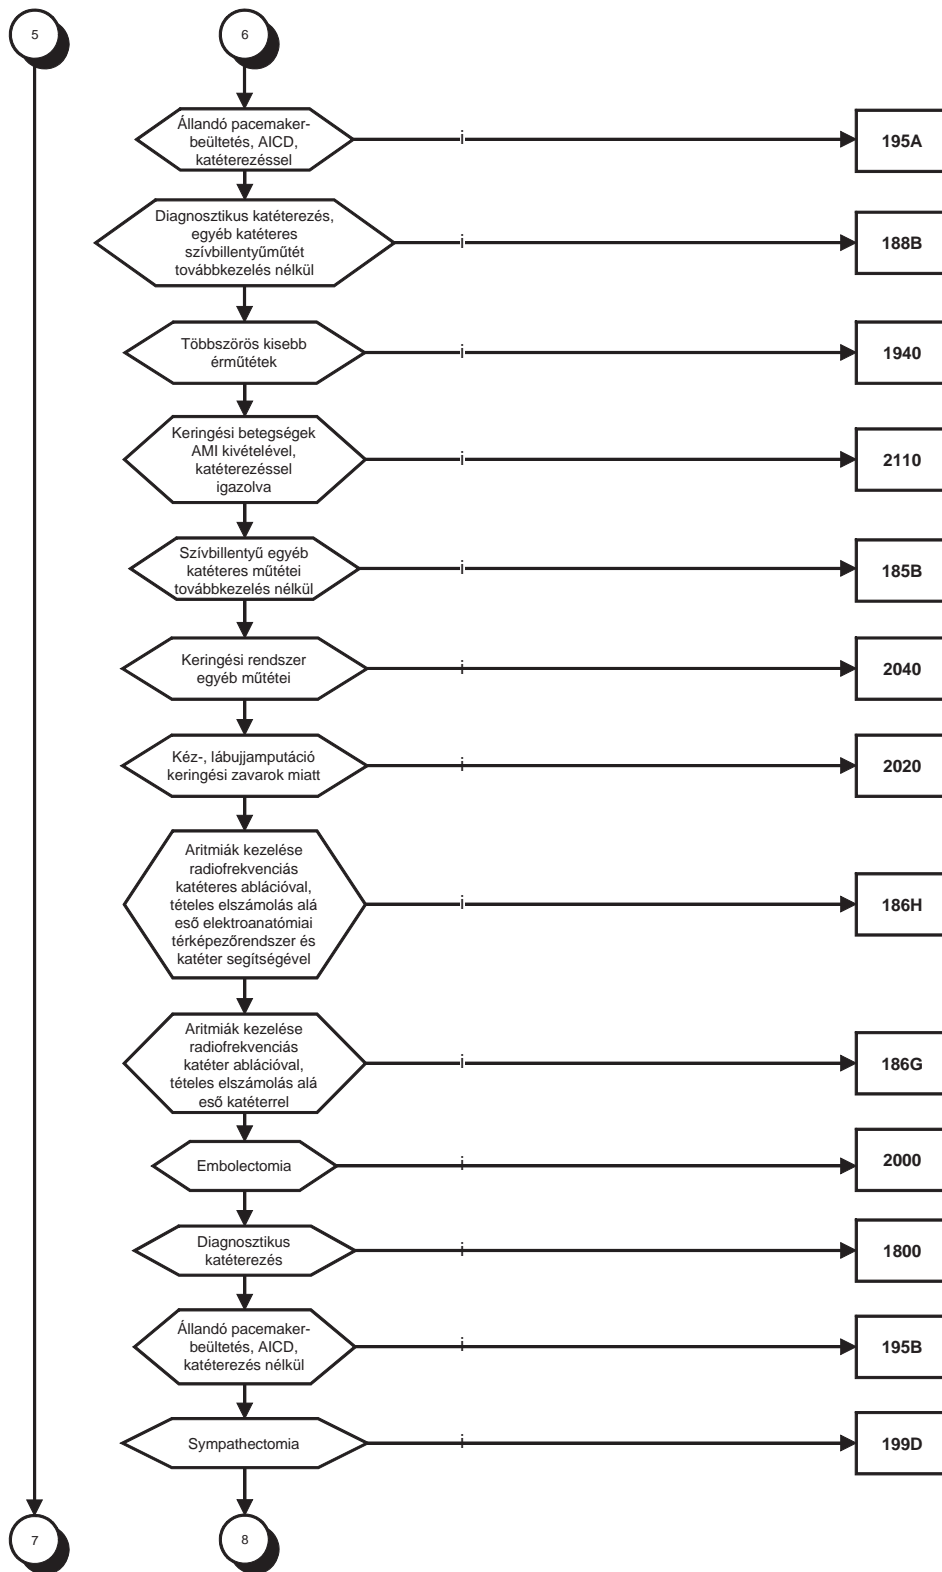 5
6
Állandó pacemaker-
beültetés, AICD,
katéterezéssel
i
195A
Diagnosztikus katéterezés,
egyéb katéteres
szívbillentyűműtét
továbbkezelés nélkül
i
188B
Többszörös kisebb
érműtétek
i
1940
Keringési betegségek
AMI kivételével,
katéterezéssel
igazolva
i
2110
Szívbillentyű egyéb
katéteres műtétei
továbbkezelés nélkül
i
185B
Keringési rendszer
egyéb műtétei
i
2040
Kéz-, lábujjamputáció
keringési zavarok miatt
i
2020
Aritmiák kezelése
radiofrekvenciás
katéteres ablációval,
tételes elszámolás alá
eső elektroanatómiai
térképezőrendszer és
katéter segítségével
i
186H
Aritmiák kezelése
radiofrekvenciás
katéter ablációval,
tételes elszámolás alá
eső katéterrel
i
186G
Embolectomia
i
2000
Diagnosztikus
katéterezés
i
1800
Állandó pacemaker-
beültetés, AICD,
katéterezés nélkül
i
195B
Sympathectomia
i
199D
7
8